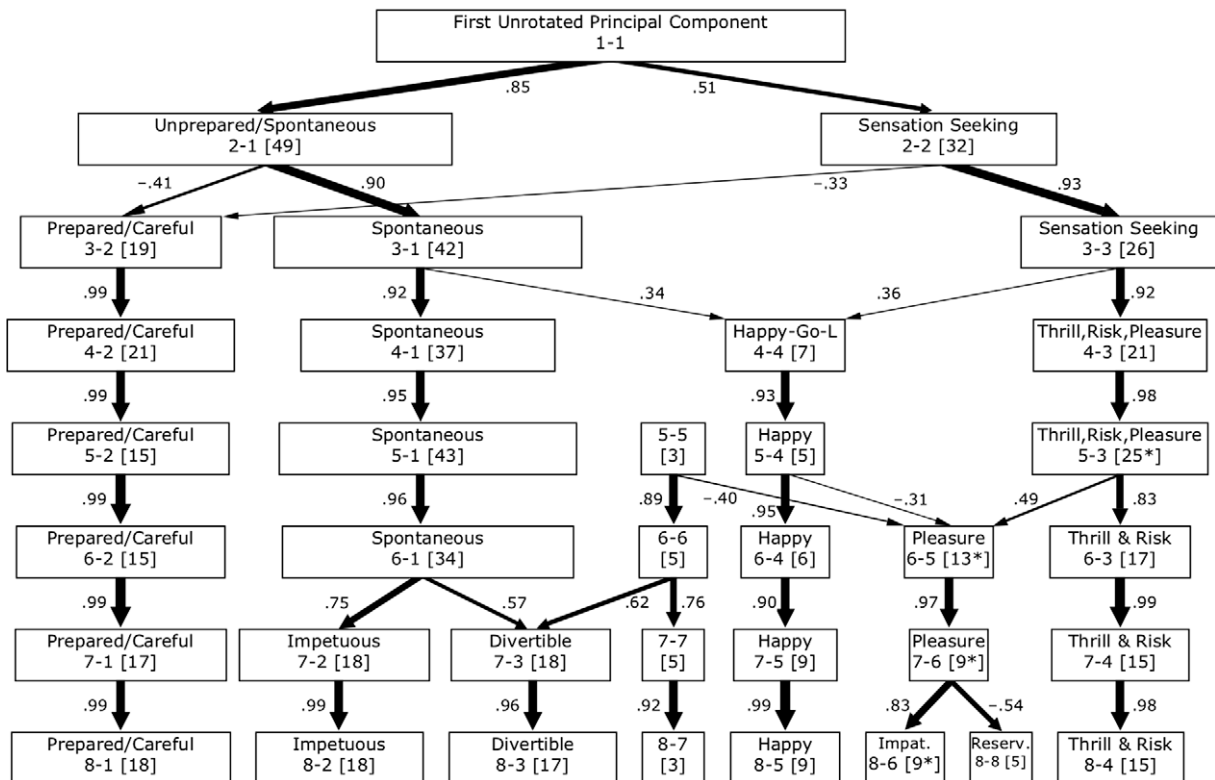 First Unrotated Principal Component
1-1
.85
.51
Unprepared/Spontaneous
2-1 [49]
Sensation Seeking
2-2 [32]
–.41
.90
–.33
.93
Prepared/Careful
3-2 [19]
Spontaneous
3-1 [42]
Sensation Seeking
3-3 [26]
.99
.92
.34
.36
.92
Prepared/Careful
4-2 [21]
Spontaneous
4-1 [37]
Happy-Go-L
4-4 [7]
Thrill,Risk,Pleasure
4-3 [21]
.99
.95
.93
.98
Prepared/Careful
5-2 [15]
Spontaneous
5-1 [43]
5-5
[3]
Happy
5-4 [5]
Thrill,Risk,Pleasure
5-3 [25*]
.99
.96
.89
–.40
.95
–.31
.49
.83
Prepared/Careful
6-2 [15]
Spontaneous
6-1 [34]
6-6
[5]
Happy
6-4 [6]
Pleasure
6-5 [13*]
Thrill & Risk
6-3 [17]
.99
.75
.57
.62
.76
.90
.97
.99
Prepared/Careful
7-1 [17]
Impetuous
7-2 [18]
Divertible
7-3 [18]
7-7
[5]
Happy
7-5 [9]
Pleasure
7-6 [9*]
Thrill & Risk
7-4 [15]
.99
.99
.96
.92
.99
.83
–.54
.98
Prepared/Careful
8-1 [18]
Impetuous
8-2 [18]
Divertible
8-3 [17]
8-7
[3]
Happy
8-5 [9]
Impat.
8-6 [9*]
Reserv.
8-8 [5]
Thrill & Risk
8-4 [15]